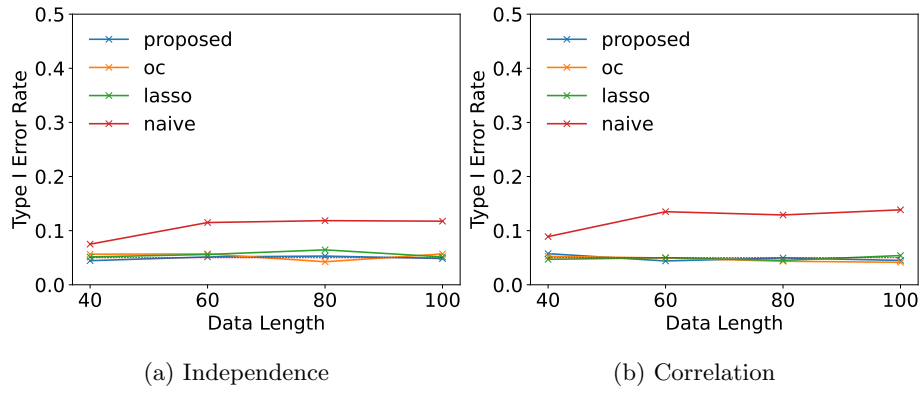 0.5
0.4
0.3
0.2
0.1
0.0
Type I Error Rate
proposed
oc
lasso
naive
40 60 80 100
Data Length
(a) Independence
0.5
0.4
0.3
0.2
0.1
0.0
Type I Error Rate
proposed
oc
lasso
naive
40 60 80 100
Data Length
(b) Correlation